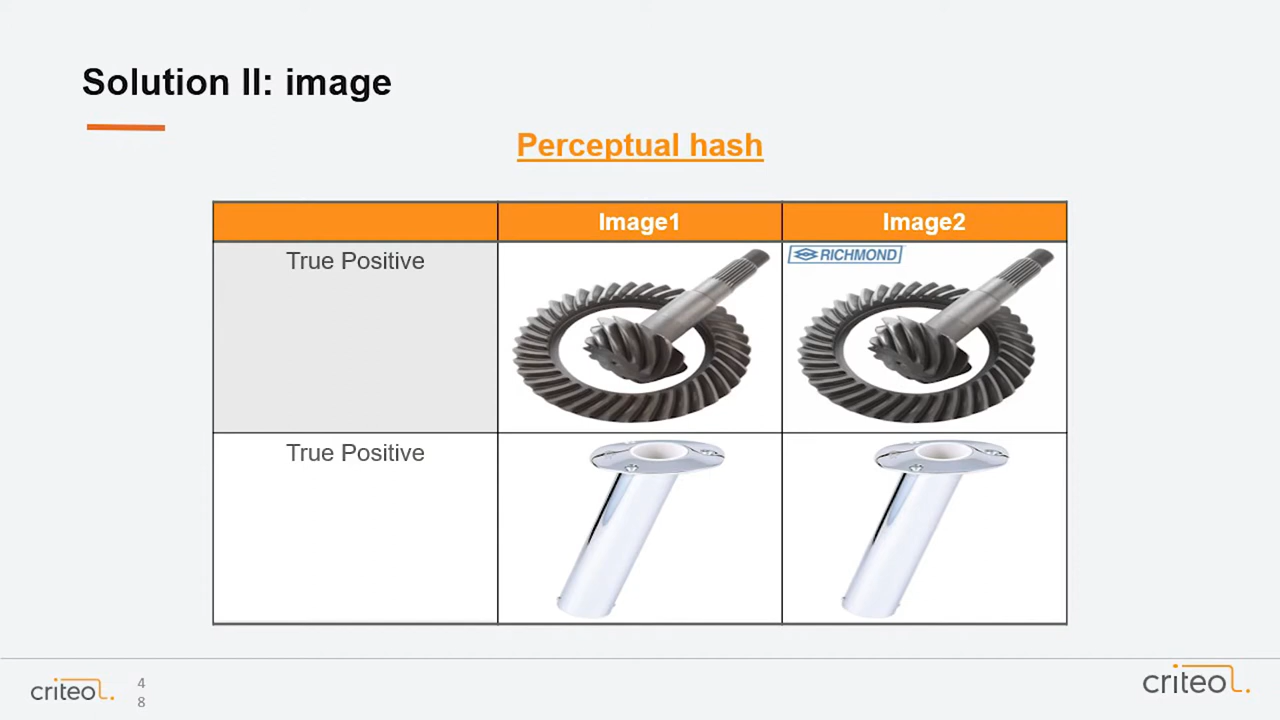 Solution II: image
Perceptual hash
Image1
Image2
True Positive
RICHMOND
True Positive
criteo
4
8
criteo